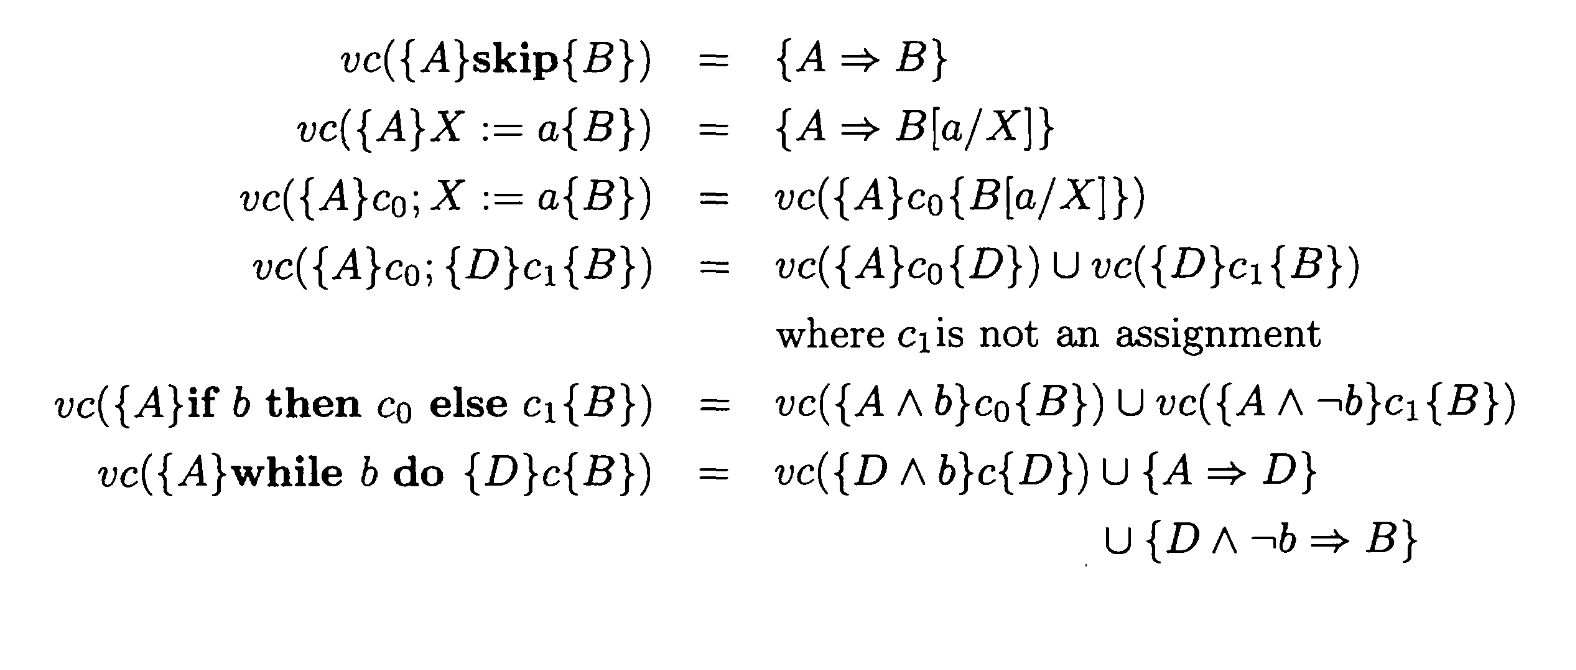 vc({A}skip{B}) = {A ⇒ B}
vc({A}X := a{B}) = {A ⇒ B[a/X]}
vc({A}c₀; X := a{B}) = vc({A}c₀{B[a/X]})
vc({A}c₀; {D}c₁{B}) = vc({A}c₀{D}) ∪ vc({D}c₁{B})
where c₁ is not an assignment
vc({A}if b then c₀ else c₁{B}) = vc({A ∧ b}c₀{B}) ∪ vc({A ∧ ¬b}c₁{B})
vc({A}while b do {D}c{B}) = vc({D ∧ b}c{D}) ∪ {A ⇒ D}
∪ {D ∧ ¬b ⇒ B}